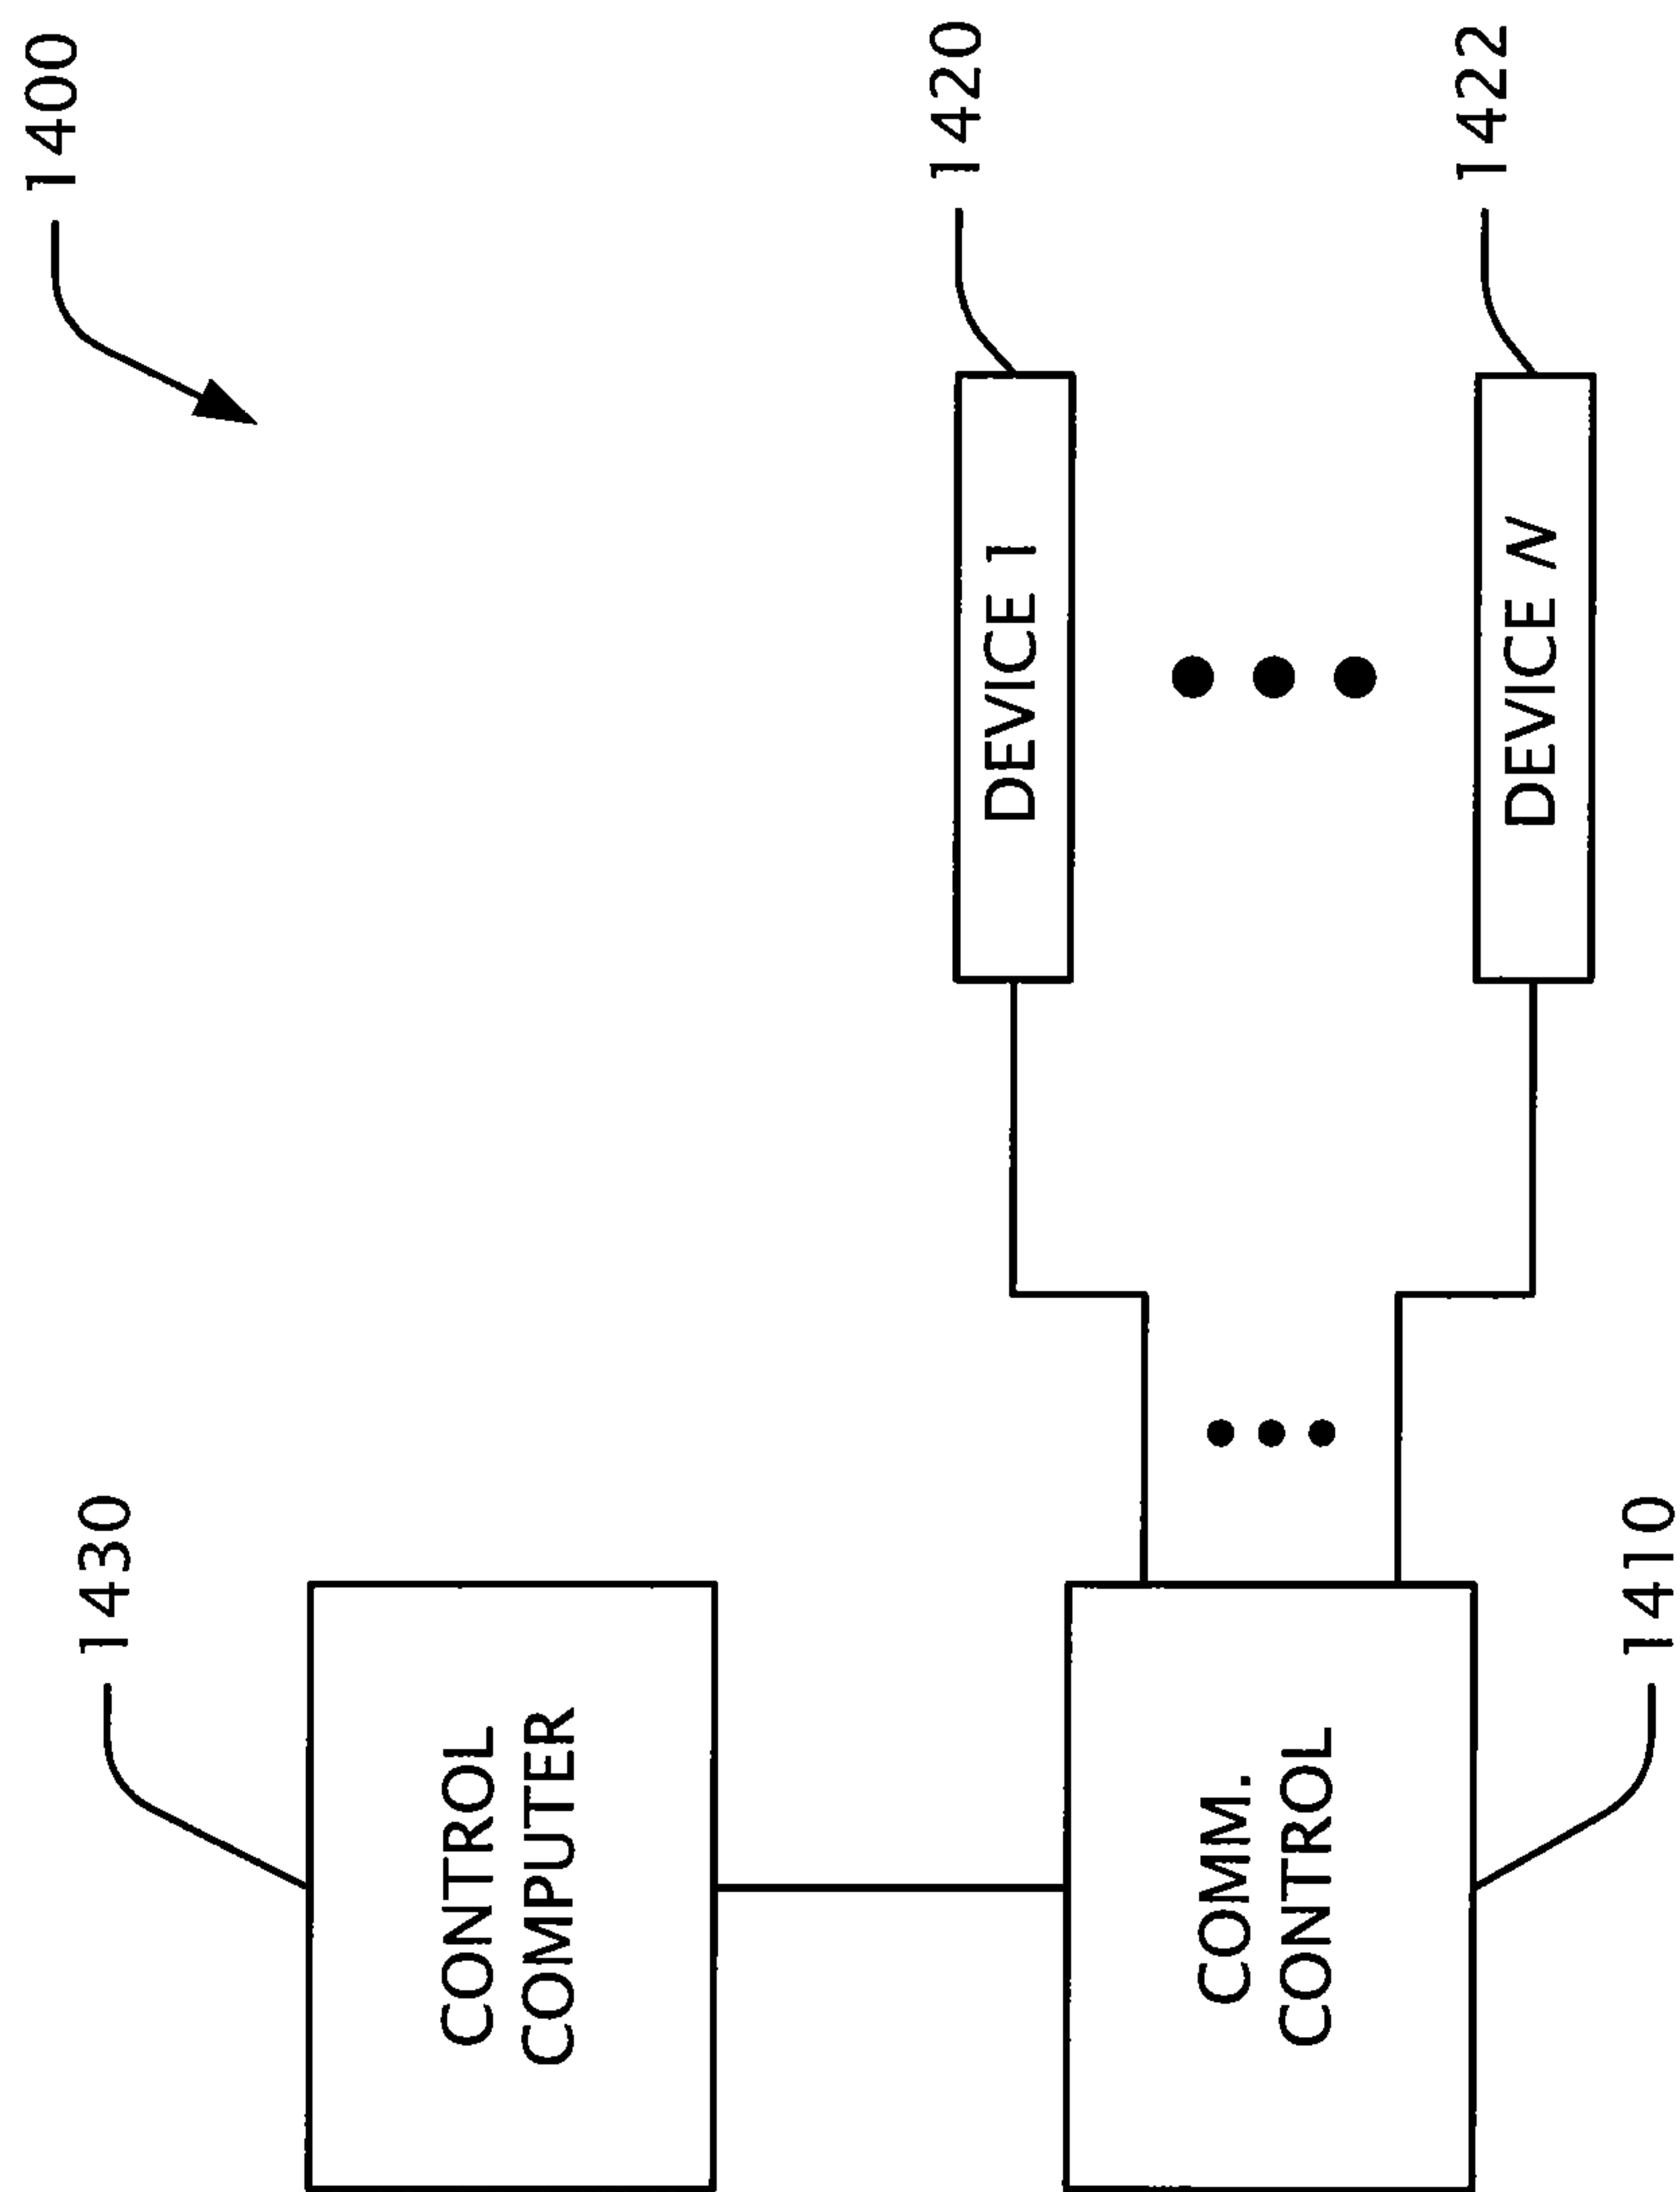 1400
1430
CONTROL
COMPUTER
1420
DEVICE 1
COMM.
CONTROL
DEVICE N
1422
1410